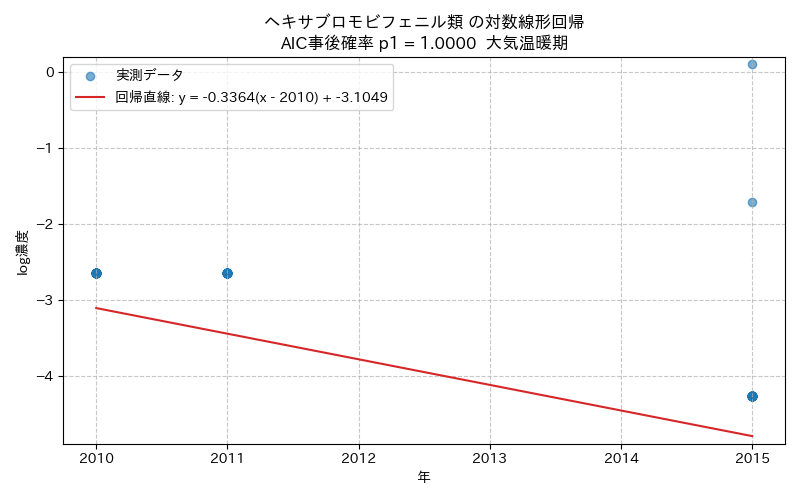 ヘキサブロモビフェニル類 の対数線形回帰
AIC事後確率 p1 = 1.0000  大気温暖期
実測データ
回帰直線: y = -0.3364(x - 2010) + -3.1049
log濃度
0
−1
−2
−3
−4
2010
2011
2012
2013
2014
2015
年